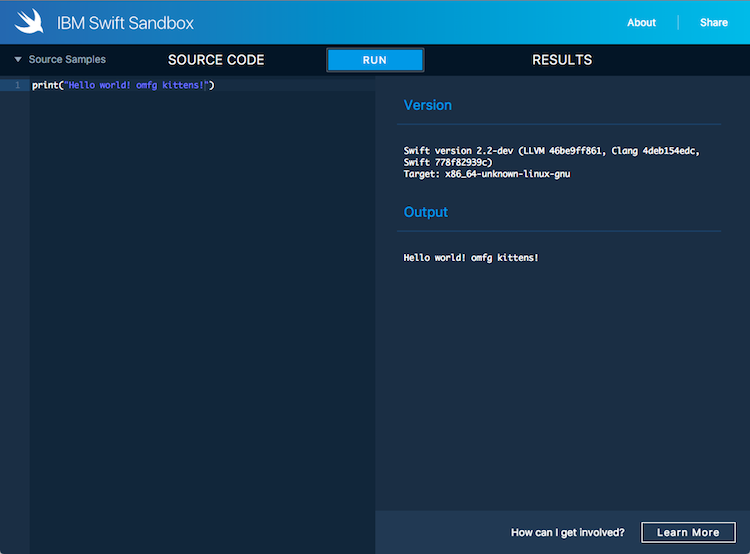 IBM Swift Sandbox
About
Share
Source Samples
SOURCE CODE
RUN
RESULTS
1
print("Hello world! omfg kittens!")
Version
Swift version 2.2-dev (LLVM 46be9ff861, Clang 4deb154edc,
Swift 778f82939c)
Target: x86_64-unknown-linux-gnu
Output
Hello world! omfg kittens!
How can I get involved?
Learn More